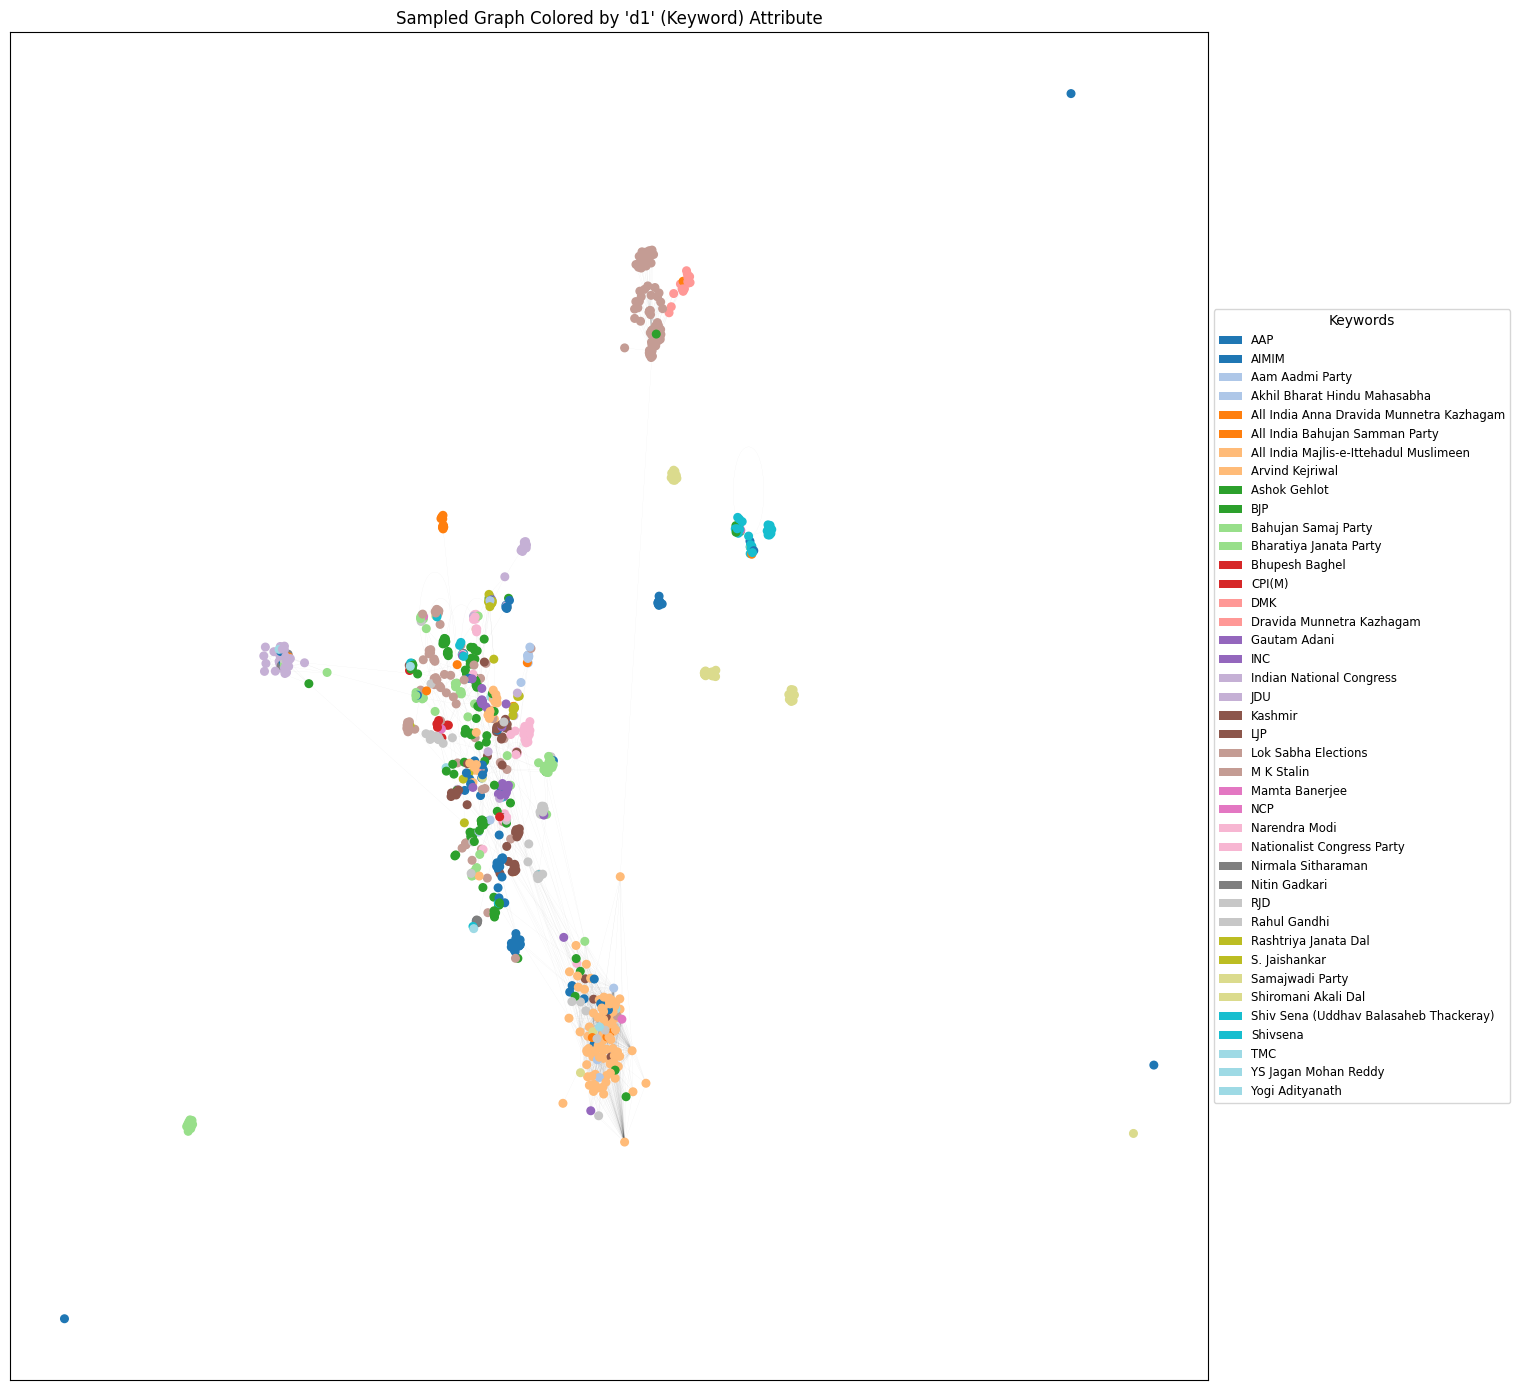 Sampled Graph Colored by 'd1' (Keyword) Attribute
Keywords
AAP
AIMIM
Aam Aadmi Party
Akhil Bharat Hindu Mahasabha
All India Anna Dravida Munnetra Kazhagam
All India Bahujan Samman Party
All India Majlis-e-Ittehadul Muslimeen
Arvind Kejriwal
Ashok Gehlot
BJP
Bahujan Samaj Party
Bharatiya Janata Party
Bhupesh Baghel
CPI(M)
DMK
Dravida Munnetra Kazhagam
Gautam Adani
INC
Indian National Congress
JDU
Kashmir
LJP
Lok Sabha Elections
M K Stalin
Mamta Banerjee
NCP
Narendra Modi
Nationalist Congress Party
Nirmala Sitharaman
Nitin Gadkari
RJD
Rahul Gandhi
Rashtriya Janata Dal
S. Jaishankar
Samajwadi Party
Shiromani Akali Dal
Shiv Sena (Uddhav Balasaheb Thackeray)
Shivsena
TMC
YS Jagan Mohan Reddy
Yogi Adityanath